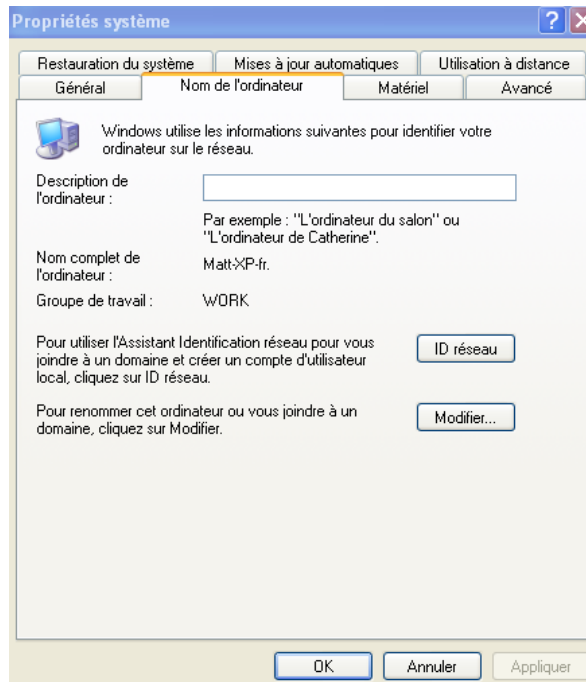 Propriétés système
Restauration du système Mises à jour automatiques Utilisation à distance
Général Nom de l'ordinateur Matériel Avancé
Windows utilise les informations suivantes pour identifier votre
ordinateur sur le réseau.
Description de
l'ordinateur :
Par exemple : "L'ordinateur du salon" ou
"L'ordinateur de Catherine".
Nom complet de
l'ordinateur :
Matt-XP-fr.
Groupe de travail : WORK
Pour utiliser l'Assistant Identification réseau pour vous
joindre à un domaine et créer un compte d'utilisateur
local, cliquez sur ID réseau.
ID réseau
Pour renommer cet ordinateur ou vous joindre à un
domaine, cliquez sur Modifier.
Modifier...
OK Annuler Appliquer